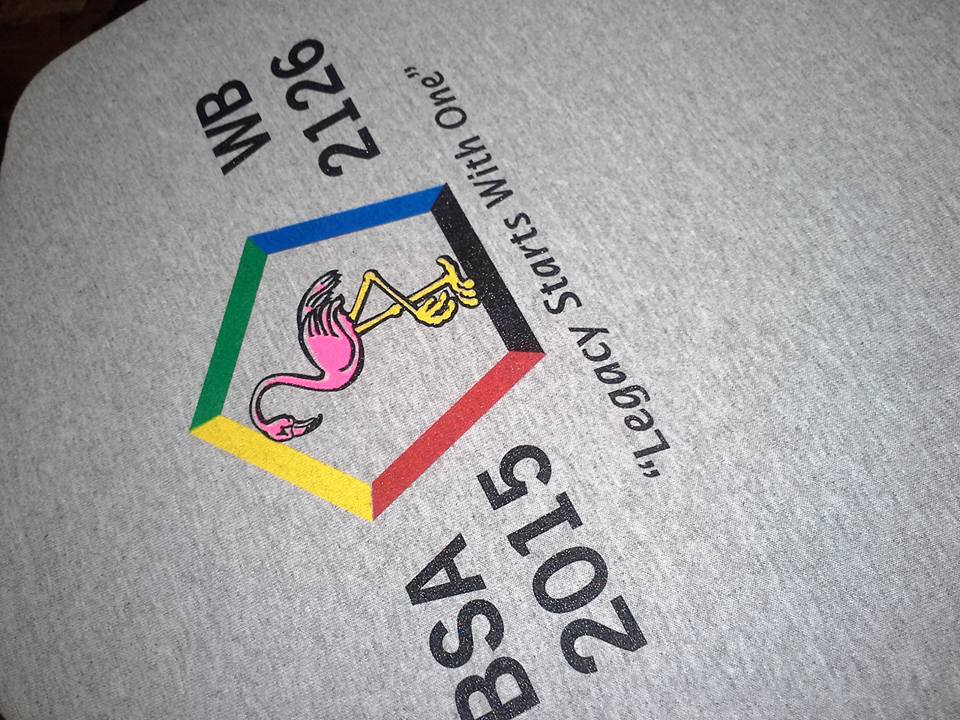 BSA
2015
WB
2126
“Legacy Starts With One”